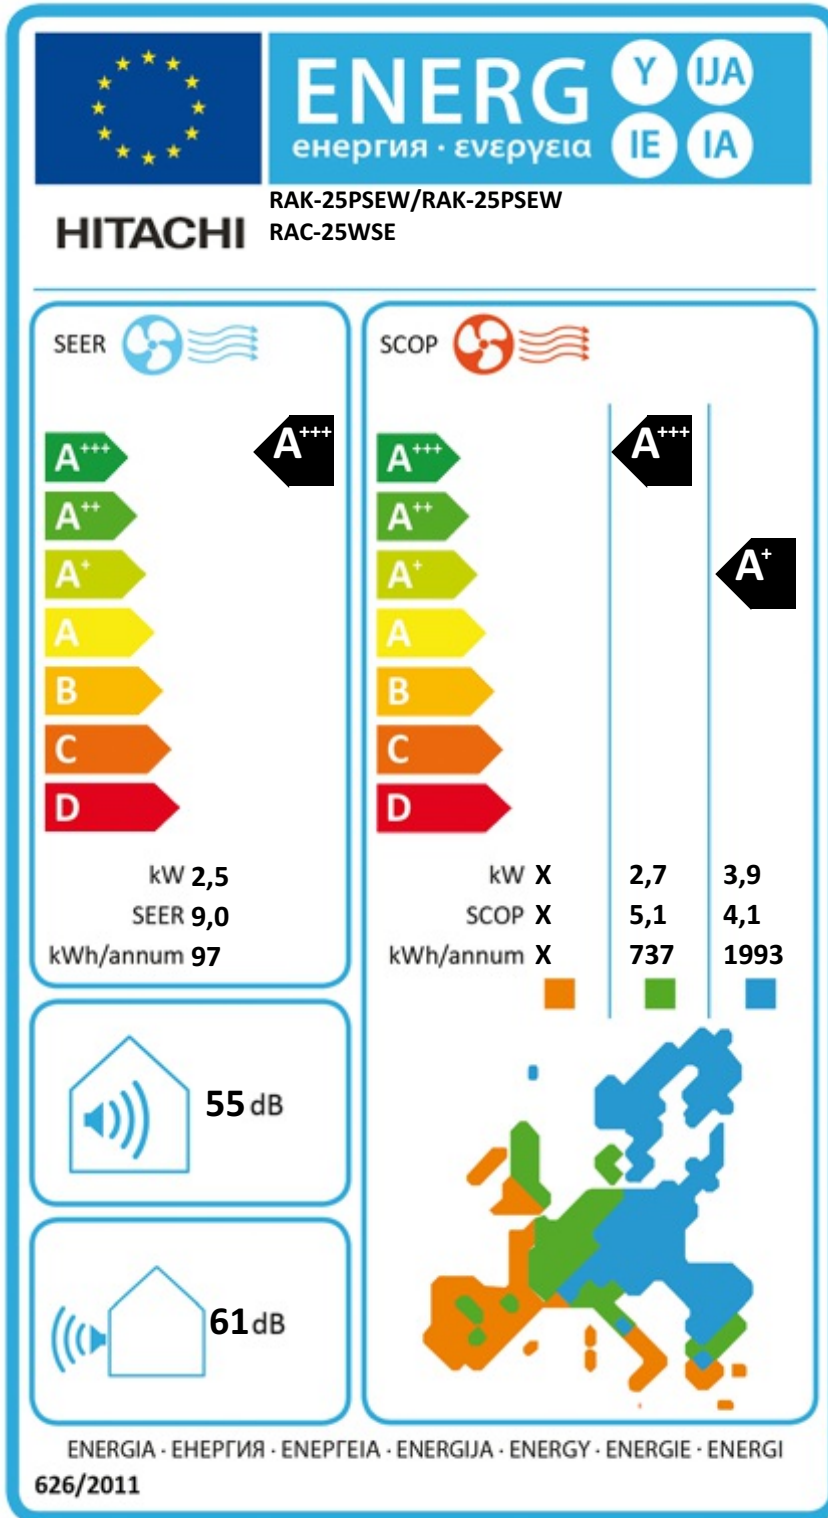 ENERG Y IJA
енергия · ενεργεια IE IA
HITACHI
RAK-25PSEW/RAK-25PSEW
RAC-25WSE
SEER
A+++
A+++
A++
A+
A
B
C
D
kW 2,5
SEER 9,0
kWh/annum 97
SCOP
A+++
A+++
A++
A+
A+
A
B
C
D
kW X 2,7 3,9
SCOP X 5,1 4,1
kWh/annum X 737 1993
55 dB
61 dB
ENERGIA · ЕНЕРГИЯ · ΕΝΕΡΓΕΙΑ · ENERGIJA · ENERGY · ENERGIE · ENERGI
626/2011